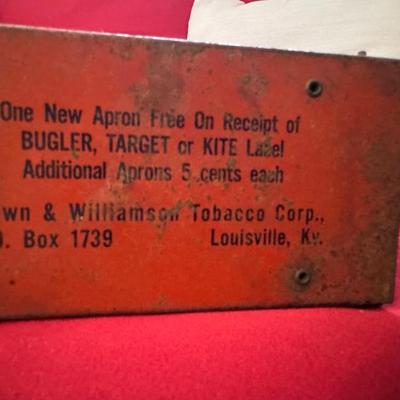 One New Apron Free On Receipt of
BUGLER, TARGET or KITE Label
Additional Aprons 5 cents each
wn & Williamson Tobacco Corp.,
. Box 1739 Louisville, Ky.